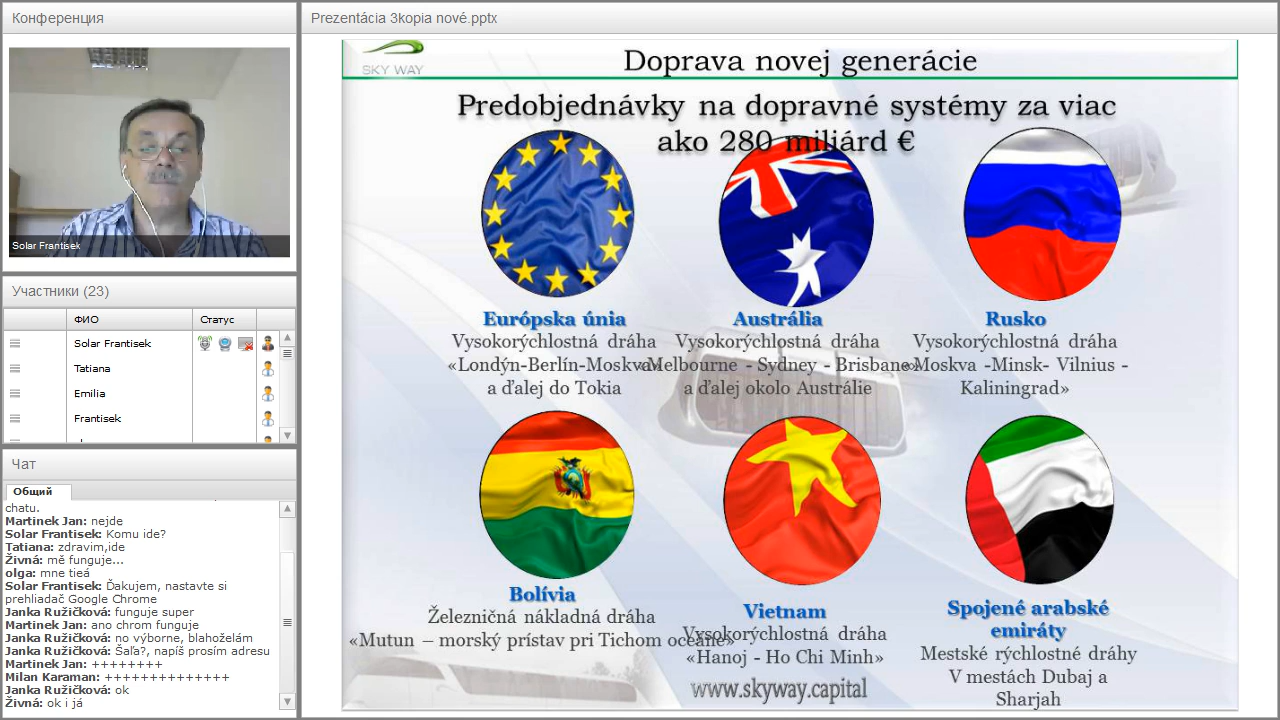 Конференция
Solar Frantisek
Участники (23)
ФИО
Статус
Solar Frantisek
Tatiana
Emilia
Frantisek
Чат
Общий
chatu.
Martinek Jan: nejde
Solar Frantisek: Komu ide?
Tatiana: zdravim,ide
Živná: mě funguje...
olga: mne tieá
Solar Frantisek: Ďakujem, nastavte si
prehliadač Google Chrome
Janka Ružičková: funguje super
Martinek Jan: ano chrom funguje
Janka Ružičková: no výborne, blahoželám
Janka Ružičková: Šaľa?, napíš prosím adresu
Martinek Jan: ++++++++
Milan Karaman: ++++++++++++++
Janka Ružičková: ok
Živná: ok i já
Prezentácia 3kopia nové.pptx
SKY WAY
Doprava novej generácie
Predobjednávky na dopravné systémy za viac
ako 280 miliárd €
Európska únia
Vysokorýchlostná dráha
«Londýn-Berlín-Moskva»
a ďalej do Tokia
Austrália
Vysokorýchlostná dráha
«Melbourne - Sydney - Brisbane»
a ďalej okolo Austrálie
Rusko
Vysokorýchlostná dráha
«Moskva -Minsk- Vilnius -
Kaliningrad»
Bolívia
Železničná nákladná dráha
«Mutun – morský prístav pri Tichom oceáne»
Vietnam
Vysokorýchlostná dráha
«Hanoj - Ho Chi Minh»
Spojené arabské
emiráty
Mestské rýchlostné dráhy
V mestách Dubaj a
Sharjah
www.skyway.capital